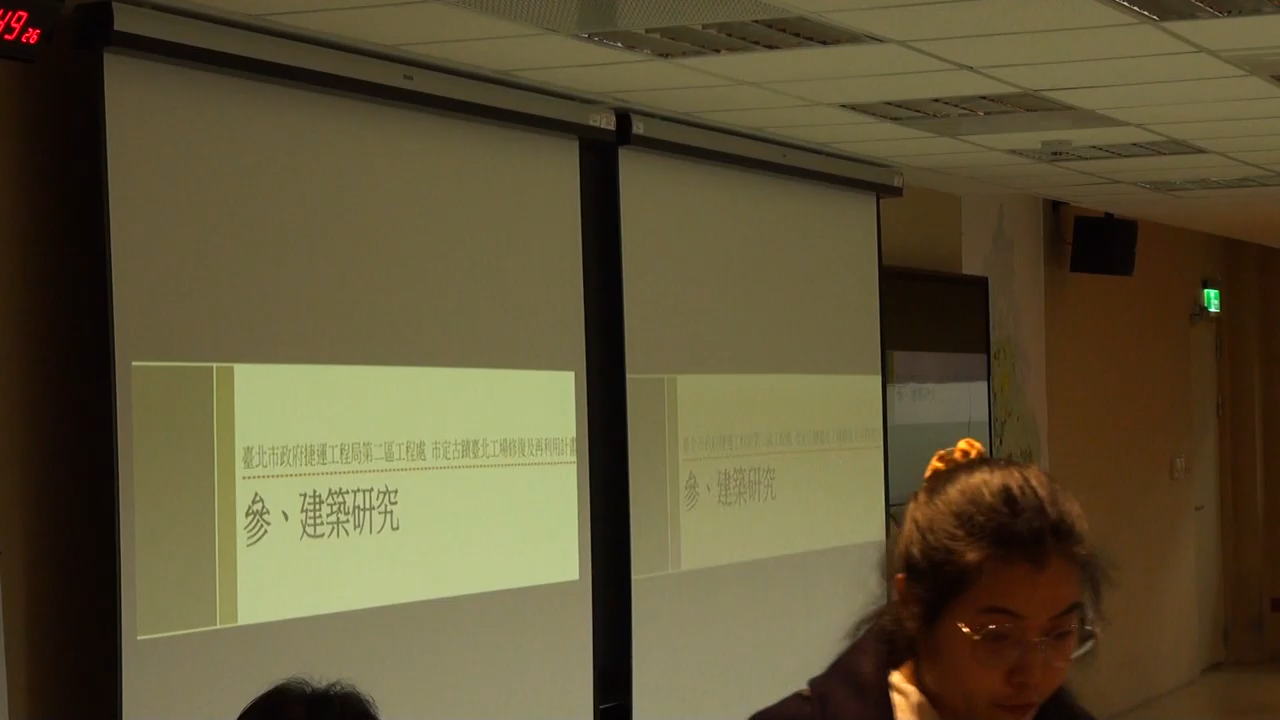 49 26
臺北市政府捷運工程局第二區工程處 市定古蹟臺北工場修復及再利用計畫
參、建築研究
參、建築研究